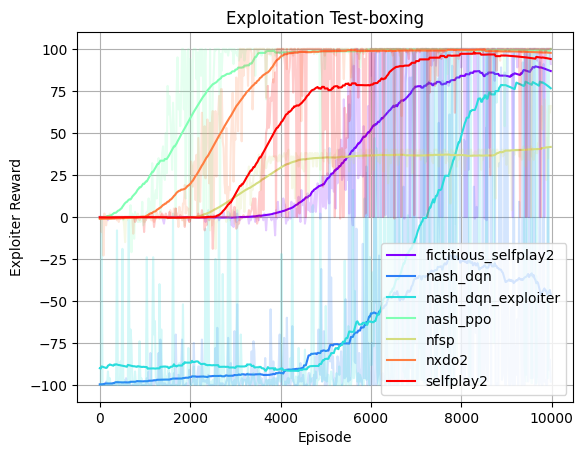 Exploitation Test-boxing
Exploiter Reward
100
75
50
25
0
−25
−50
−75
−100
fictitious_selfplay2
nash_dqn
nash_dqn_exploiter
nash_ppo
nfsp
nxdo2
selfplay2
0 2000 4000 6000 8000 10000
Episode